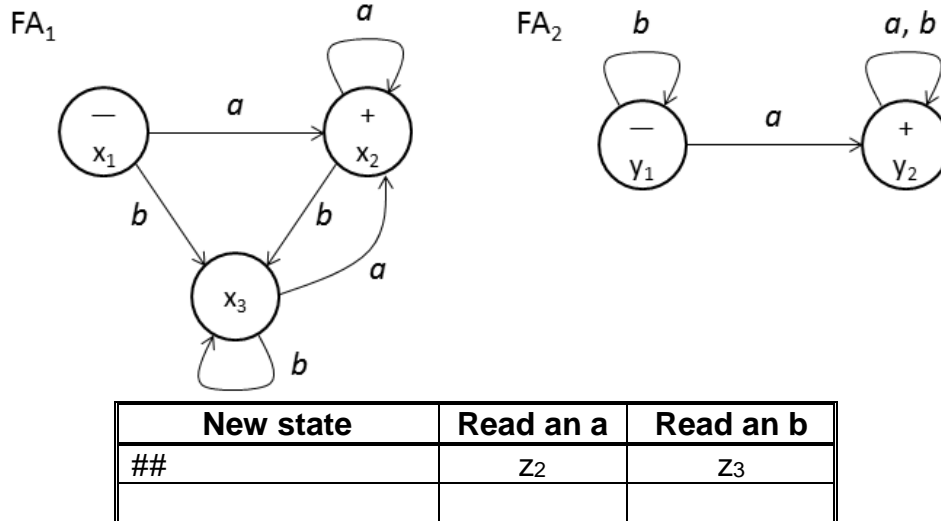 FA₁
a
FA₂
b
a, b
—
x₁
a
+
x₂
—
y₁
a
+
y₂
b
b
x₃
a
b
New state Read an a Read an b
## z₂ z₃